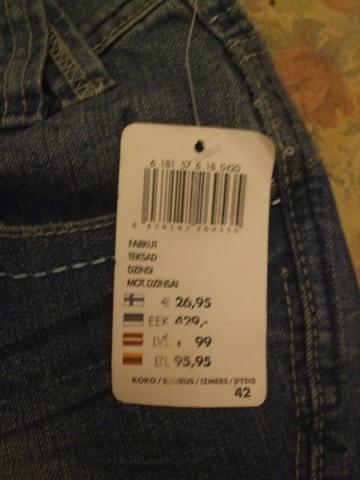 6 181 57 6 18 0420
FARKUT
TEKSAD
DZINSI
MOT.DZINSAI
€ 26,95
EEK 429,-
LVL 99
LTL 95,95
KOKO / SUURUS / IZMERS / DYDIS
42